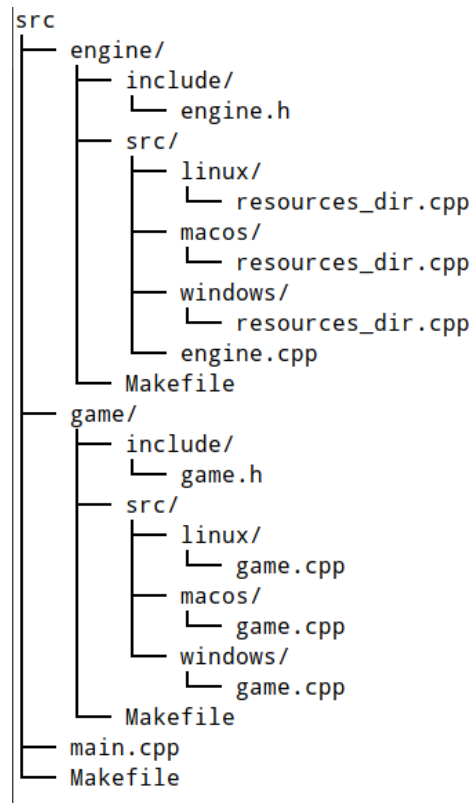 src
engine/
include/
engine.h
src/
linux/
resources_dir.cpp
macos/
resources_dir.cpp
windows/
resources_dir.cpp
engine.cpp
Makefile
game/
include/
game.h
src/
linux/
game.cpp
macos/
game.cpp
windows/
game.cpp
Makefile
main.cpp
Makefile